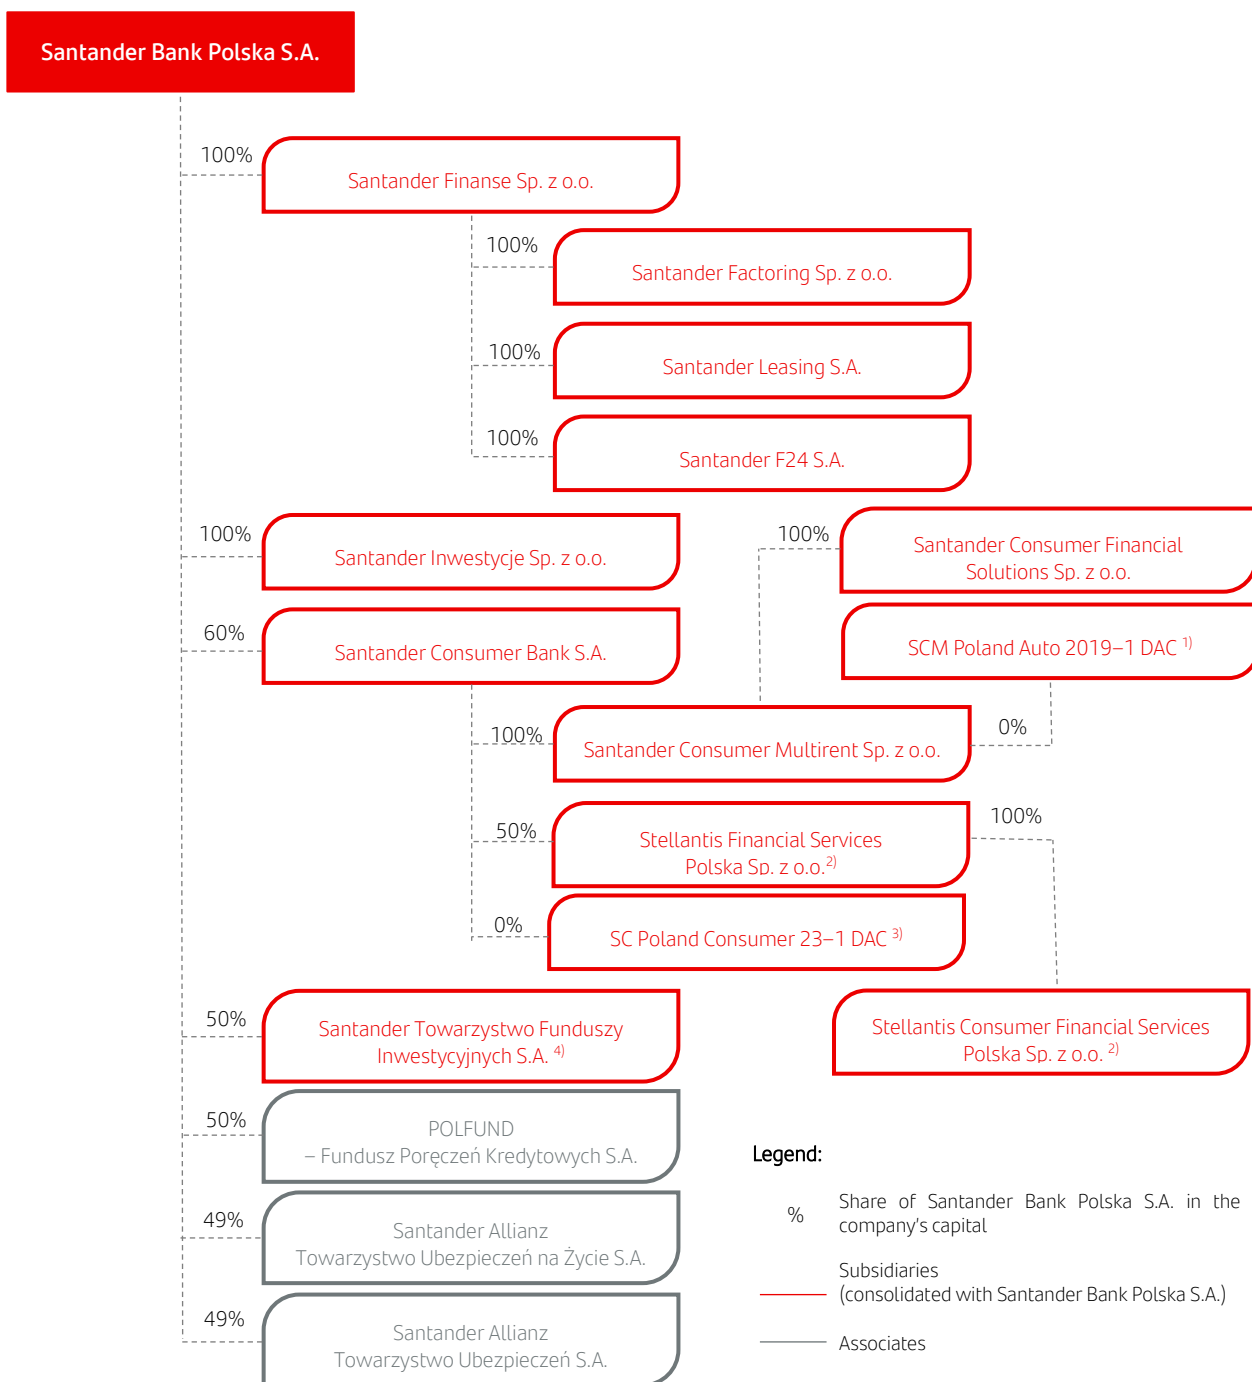 Santander Bank Polska S.A.
100%
Santander Finanse Sp. z o.o.
100%
Santander Factoring Sp. z o.o.
100%
Santander Leasing S.A.
100%
Santander F24 S.A.
100%
Santander Inwestycje Sp. z o.o.
100%
Santander Consumer Financial
Solutions Sp. z o.o.
60%
Santander Consumer Bank S.A.
SCM Poland Auto 2019–1 DAC 1)
100%
Santander Consumer Multirent Sp. z o.o.
0%
50%
Stellantis Financial Services
Polska Sp. z o.o.2)
100%
0%
SC Poland Consumer 23–1 DAC 3)
50%
Santander Towarzystwo Funduszy
Inwestycyjnych S.A. 4)
Stellantis Consumer Financial Services
Polska Sp. z o.o. 2)
50%
POLFUND
– Fundusz Poręczeń Kredytowych S.A.
49%
Santander Allianz
Towarzystwo Ubezpieczeń na Życie S.A.
49%
Santander Allianz
Towarzystwo Ubezpieczeń S.A.
Legend:
%
Share of Santander Bank Polska S.A. in the
company's capital
Subsidiaries
(consolidated with Santander Bank Polska S.A.)
Associates